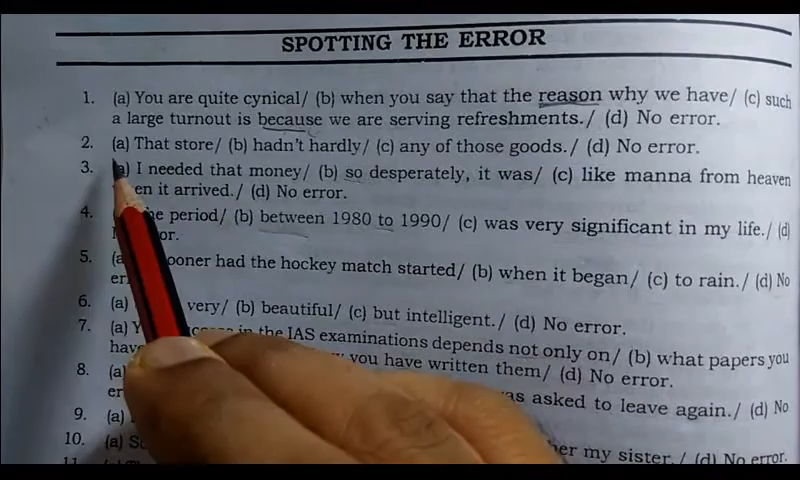 SPOTTING THE ERROR
1. (a) You are quite cynical/ (b) when you say that the reason why we have/ (c) such
a large turnout is because we are serving refreshments./ (d) No error.
2. (a) That store/ (b) hadn't hardly/ (c) any of those goods./ (d) No error.
3. a) I needed that money/ (b) so desperately, it was/ (c) like manna from heaven
en it arrived./ (d) No error.
4. e period/ (b) between 1980 to 1990/ (c) was very significant in my life./ (d)
or.
5. (a ooner had the hockey match started/ (b) when it began/ (c) to rain./ (d) No
er
6. (a) very/ (b) beautiful/ (c) but intelligent./ (d) No error.
7. (a) Y in the IAS examinations depends not only on/ (b) what papers you
have you have written them/ (d) No error.
8. (a) as asked to leave again./ (d) No
er
9. (a)
10. (a) S er my sister./ (d) No error.
11.